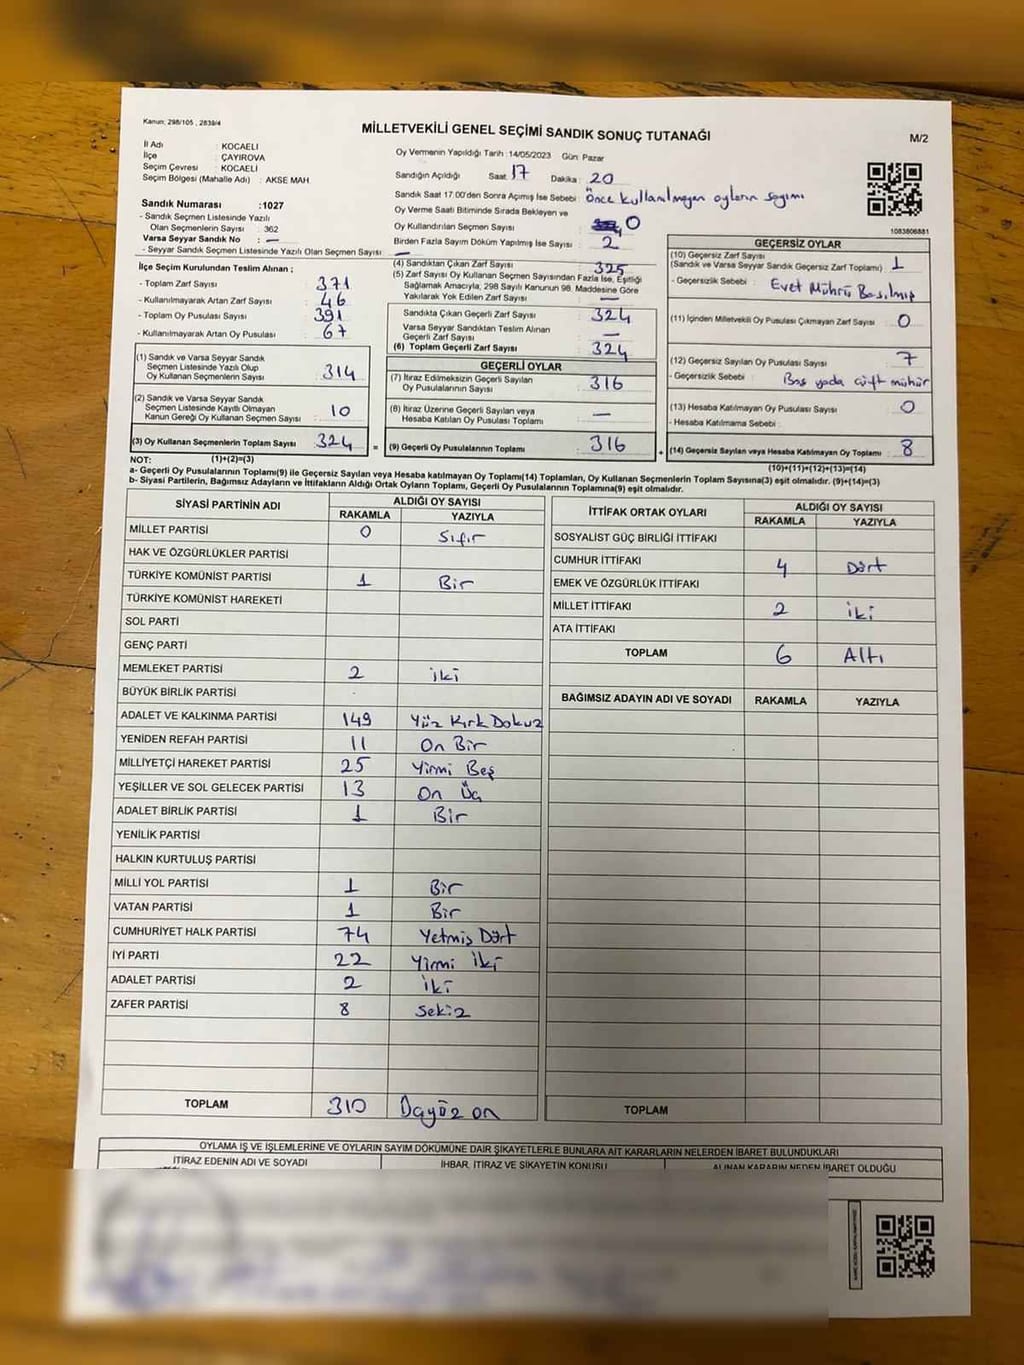 Kanun; 298/105 , 2839/4
MİLLETVEKİLİ GENEL SEÇİMİ SANDIK SONUÇ TUTANAĞI
M/2
İl Adı : KOCAELİ
İlçe : ÇAYIROVA
Seçim Çevresi : KOCAELİ
Seçim Bölgesi (Mahalle Adı) : AKSE MAH.
Sandık Numarası :1027
- Sandık Seçmen Listesinde Yazılı
Olan Seçmenlerin Sayısı : 362
Varsa Seyyar Sandık No : —
- Seyyar Sandık Seçmen Listesinde Yazılı Olan Seçmen Sayısı : —
Oy Vermenin Yapıldığı Tarih :14/05/2023 Gün: Pazar
Sandığın Açıldığı Saat: 17 Dakika : 20
Sandık Saat 17.00'den Sonra Açımış İse Sebebi : Önce kullanılmayan oyların sayımı
Oy Verme Saati Bitiminde Sırada Bekleyen ve
Oy Kullandırılan Seçmen Sayısı : 0
Birden Fazla Sayım Döküm Yapılmış İse Sayısı : 2
1083806881
İlçe Seçim Kurulundan Teslim Alınan ;
- Toplam Zarf Sayısı : 371
- Kullanılmayarak Artan Zarf Sayısı : 46
- Toplam Oy Pusulası Sayısı : 391
- Kullanılmayarak Artan Oy Pusulası : 67
(4) Sandıktan Çıkan Zarf Sayısı : 325
(5) Zarf Sayısı Oy Kullanan Seçmen Sayısından Fazla İse, Eşitliği
Sağlamak Amacıyla, 298 Sayılı Kanunun 98. Maddesine Göre
Yakılarak Yok Edilen Zarf Sayısı : —
Sandıkta Çıkan Geçerli Zarf Sayısı : 324
Varsa Seyyar Sandıktan Teslim Alınan
Geçerli Zarf Sayısı : —
(6) Toplam Geçerli Zarf Sayısı : 324
GEÇERSİZ OYLAR
(10) Geçersiz Zarf Sayısı
(Sandık ve Varsa Seyyar Sandık Geçersiz Zarf Toplamı) : 1
- Geçersizlik Sebebi : Evet Mührü Basılmış
(11) İçinden Milletvekili Oy Pusulası Çıkmayan Zarf Sayısı : 0
(12) Geçersiz Sayılan Oy Pusulası Sayısı : 7
- Geçersizlik Sebebi : Boş yada çift mühür
(13) Hesaba Katılmayan Oy Pusulası Sayısı : 0
- Hesaba Katılmama Sebebi :
(1) Sandık ve Varsa Seyyar Sandık
Seçmen Listesinde Yazılı Olup
Oy Kullanan Seçmenlerin Sayısı : 314
(2) Sandık ve Varsa Seyyar Sandık
Seçmen Listesinde Kayıtlı Olmayan
Kanun Gereği Oy Kullanan Seçmen Sayısı : 10
GEÇERLİ OYLAR
(7) İtiraz Edilmeksizin Geçerli Sayılan
Oy Pusulalarının Sayısı : 316
(8) İtiraz Üzerine Geçerli Sayılan veya
Hesaba Katılan Oy Pusulası Toplamı : —
(3) Oy Kullanan Seçmenlerin Toplam Sayısı : 324 = (9) Geçerli Oy Pusulalarının Toplamı : 316 + (14) Geçersiz Sayılan veya Hesaba Katılmayan Oy Toplamı : 8
NOT: (1)+(2)=(3) (10)+(11)+(12)+(13)=(14)
a- Geçerli Oy Pusulalarının Toplamı(9) ile Geçersiz Sayılan veya Hesaba katılmayan Oy Toplamı(14) Toplamları, Oy Kullanan Seçmenlerin Toplam Sayısına(3) eşit olmalıdır. (9)+(14)=(3)
b- Siyasi Partilerin, Bağımsız Adayların ve İttifakların Aldığı Ortak Oyların Toplamı, Geçerli Oy Pusulalarının Toplamına(9) eşit olmalıdır.
SİYASİ PARTİNİN ADI ALDIĞI OY SAYISI
RAKAMLA YAZIYLA
MİLLET PARTİSİ 0 Sıfır
HAK VE ÖZGÜRLÜKLER PARTİSİ
TÜRKİYE KOMÜNİST PARTİSİ 1 Bir
TÜRKİYE KOMÜNİST HAREKETİ
SOL PARTİ
GENÇ PARTİ
MEMLEKET PARTİSİ 2 iki
BÜYÜK BİRLİK PARTİSİ
ADALET VE KALKINMA PARTİSİ 149 Yüz Kırk Dokuz
YENİDEN REFAH PARTİSİ 11 On Bir
MİLLİYETÇİ HAREKET PARTİSİ 25 Yirmi Beş
YEŞİLLER VE SOL GELECEK PARTİSİ 13 On Üç
ADALET BİRLİK PARTİSİ 1 Bir
YENİLİK PARTİSİ
HALKIN KURTULUŞ PARTİSİ
MİLLİ YOL PARTİSİ 1 Bir
VATAN PARTİSİ 1 Bir
CUMHURİYET HALK PARTİSİ 74 Yetmiş Dört
İYİ PARTİ 22 Yirmi İki
ADALET PARTİSİ 2 İki
ZAFER PARTİSİ 8 Sekiz
TOPLAM 310 on
İTTİFAK ORTAK OYLARI ALDIĞI OY SAYISI
RAKAMLA YAZIYLA
SOSYALİST GÜÇ BİRLİĞİ İTTİFAKI
CUMHUR İTTİFAKI 4 Dört
EMEK VE ÖZGÜRLÜK İTTİFAKI
MİLLET İTTİFAKI 2 iki
ATA İTTİFAKI
TOPLAM 6 Altı
BAĞIMSIZ ADAYIN ADI VE SOYADI RAKAMLA YAZIYLA
TOPLAM
OYLAMA İŞ VE İŞLEMLERİNE VE OYLARIN SAYIM DÖKÜMÜNE DAİR ŞİKAYETLERLE BUNLARA AİT KARARLARIN NELERDEN İBARET BULUNDUKLARI
İTİRAZ EDENİN ADI VE SOYADI İHBAR, İTİRAZ VE ŞİKAYETİN KONUSU ALINAN KARARIN NEDEN İBARET OLDUĞU